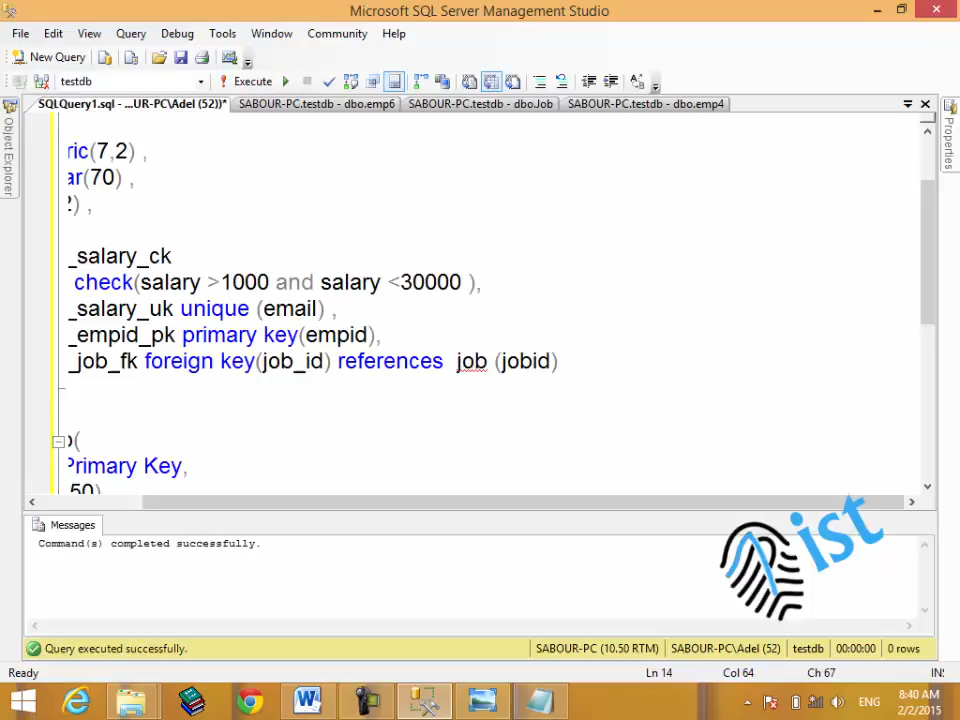 Microsoft SQL Server Management Studio
File Edit View Query Debug Tools Window Community Help
New Query
testdb Execute
SQLQuery1.sql -...UR-PC\Adel (52))* SABOUR-PC.testdb - dbo.emp6 SABOUR-PC.testdb - dbo.Job SABOUR-PC.testdb - dbo.emp4
Object Explorer
Properties
ric(7,2) ,
ar(70) ,
2) ,
_salary_ck
check(salary >1000 and salary <30000 ),
_salary_uk unique (email) ,
_empid_pk primary key(empid),
_job_fk foreign key(job_id) references job (jobid)
o(
Primary Key,
50)
Messages
Command(s) completed successfully.
ist
Query executed successfully. SABOUR-PC (10.50 RTM) SABOUR-PC\Adel (52) testdb 00:00:00 0 rows
Ready Ln 14 Col 64 Ch 67 IN:
ENG
8:40 AM
2/2/2015